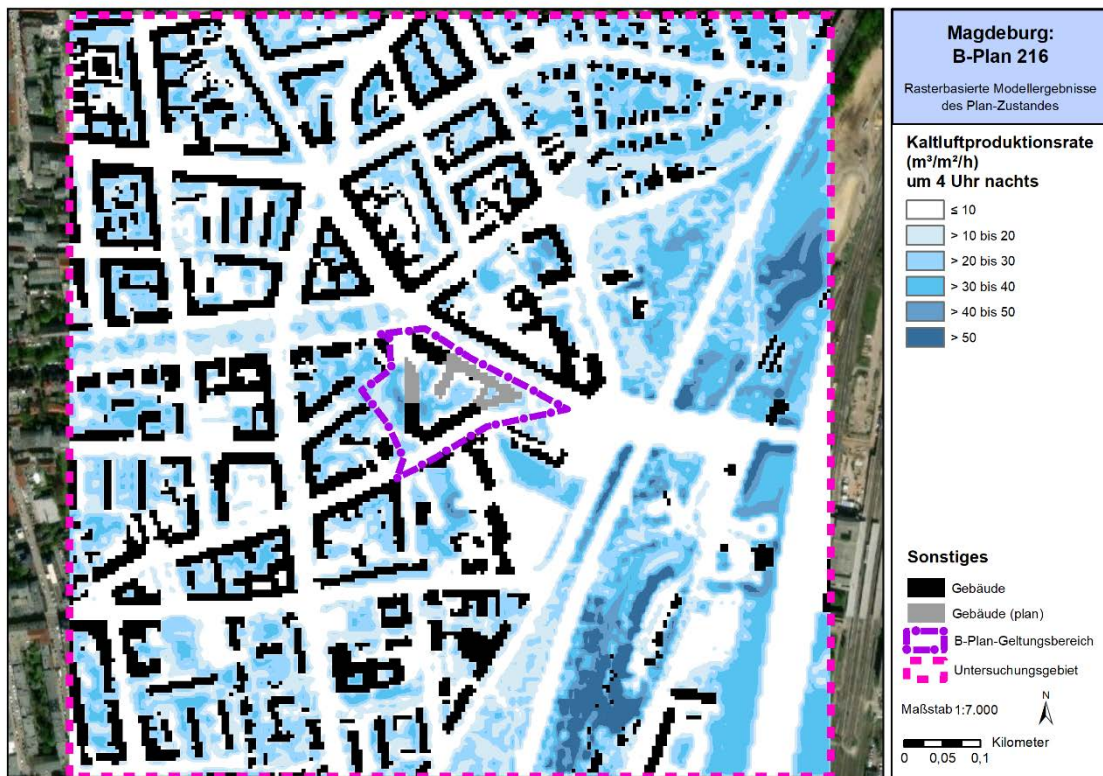 Magdeburg:
B-Plan 216
Rasterbasierte Modellergebnisse
des Plan-Zustandes
Kaltluftproduktionsrate
(m³/m²/h)
um 4 Uhr nachts
≤ 10
> 10 bis 20
> 20 bis 30
> 30 bis 40
> 40 bis 50
> 50
Sonstiges
Gebäude
Gebäude (plan)
B-Plan-Geltungsbereich
Untersuchungsgebiet
Maßstab 1:7.000
N
Kilometer
0 0,05 0,1